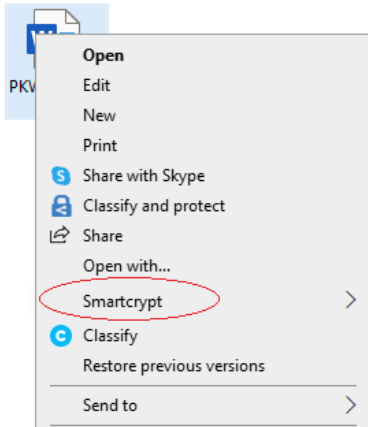 Open
PKW
Edit
New
Print
Share with Skype
Classify and protect
Share
Open with...
Smartcrypt
Classify
Restore previous versions
Send to